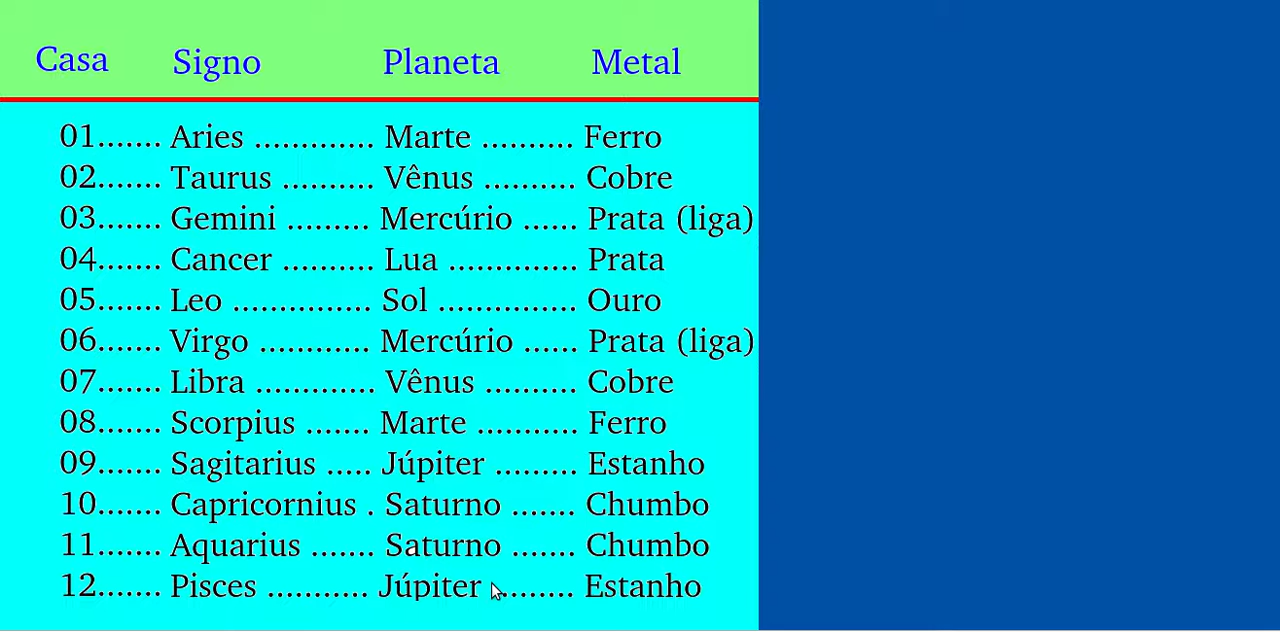 Casa Signo Planeta Metal
01....... Aries ............. Marte .......... Ferro
02....... Taurus .......... Vênus .......... Cobre
03....... Gemini ......... Mercúrio ...... Prata (liga)
04....... Cancer .......... Lua .............. Prata
05....... Leo ............... Sol ............... Ouro
06....... Virgo ............ Mercúrio ...... Prata (liga)
07....... Libra ............. Vênus .......... Cobre
08....... Scorpius ....... Marte ........... Ferro
09....... Sagitarius ..... Júpiter ......... Estanho
10....... Capricornius . Saturno ....... Chumbo
11....... Aquarius ....... Saturno ....... Chumbo
12....... Pisces ........... Júpiter ......... Estanho